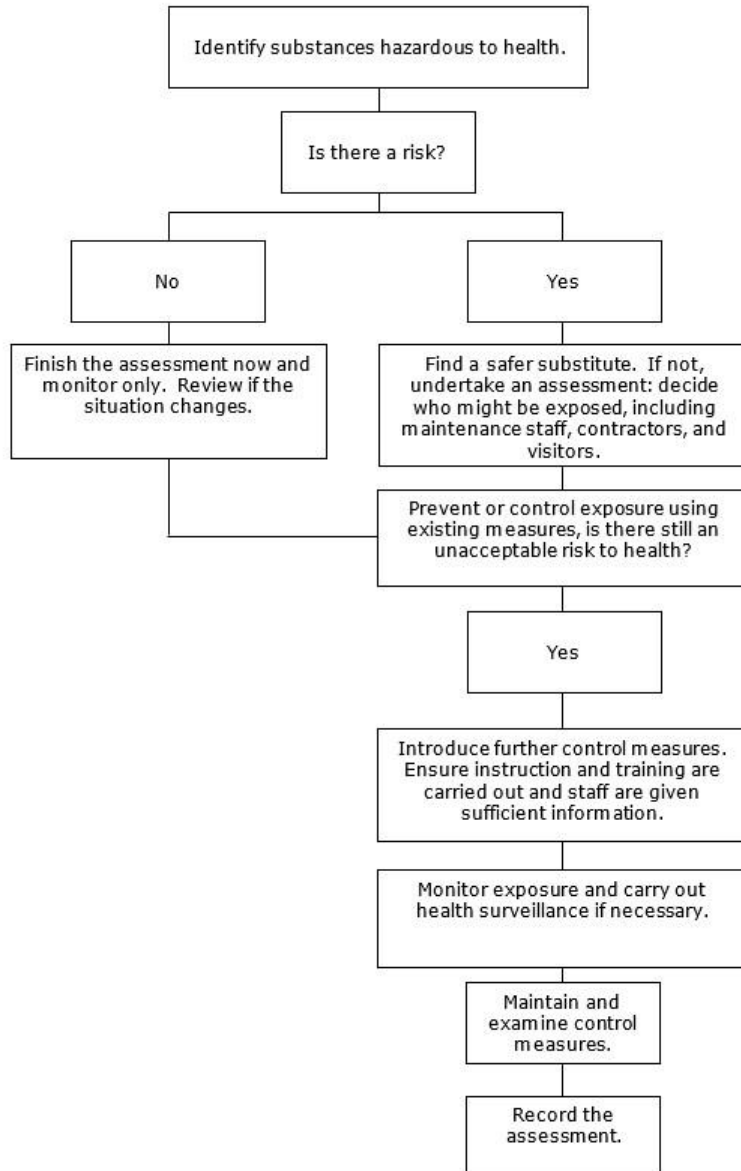 Identify substances hazardous to health.
Is there a risk?
No
Yes
Finish the assessment now and
monitor only. Review if the
situation changes.
Find a safer substitute. If not,
undertake an assessment: decide
who might be exposed, including
maintenance staff, contractors, and
visitors.
Prevent or control exposure using
existing measures, is there still an
unacceptable risk to health?
Yes
Introduce further control measures.
Ensure instruction and training are
carried out and staff are given
sufficient information.
Monitor exposure and carry out
health surveillance if necessary.
Maintain and
examine control
measures.
Record the
assessment.